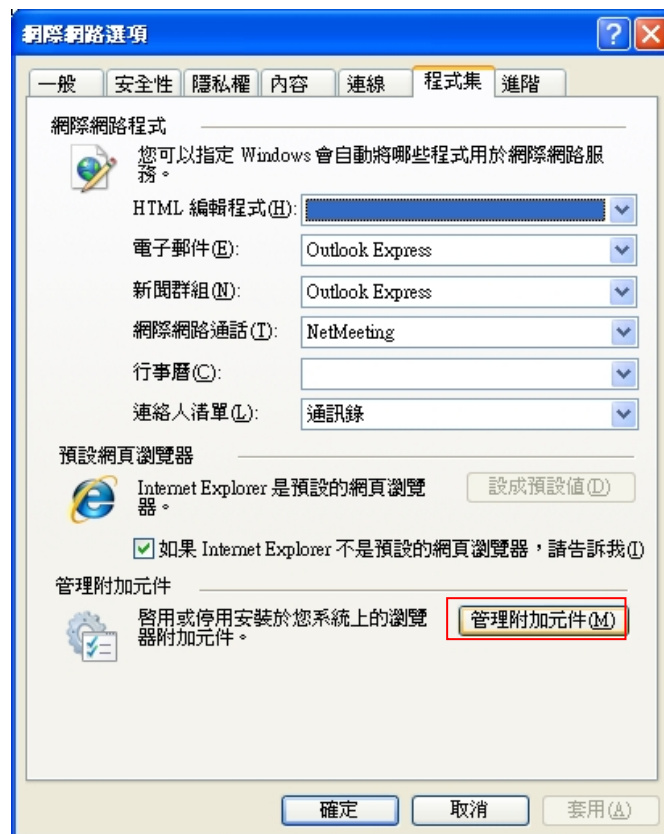 網際網路選項
一般 安全性 隱私權 內容 連線 程式集 進階
網際網路程式
您可以指定 Windows 會自動將哪些程式用於網際網路服
務。
HTML 編輯程式(H):
電子郵件(E): Outlook Express
新聞群組(N): Outlook Express
網際網路通話(T): NetMeeting
行事曆(C):
連絡人清單(L): 通訊錄
預設網頁瀏覽器
Internet Explorer 是預設的網頁瀏覽 設成預設值(D)
器。
如果 Internet Explorer 不是預設的網頁瀏覽器，請告訴我(I)
管理附加元件
啟用或停用安裝於您系統上的瀏覽 管理附加元件(M)
器附加元件。
確定 取消 套用(A)